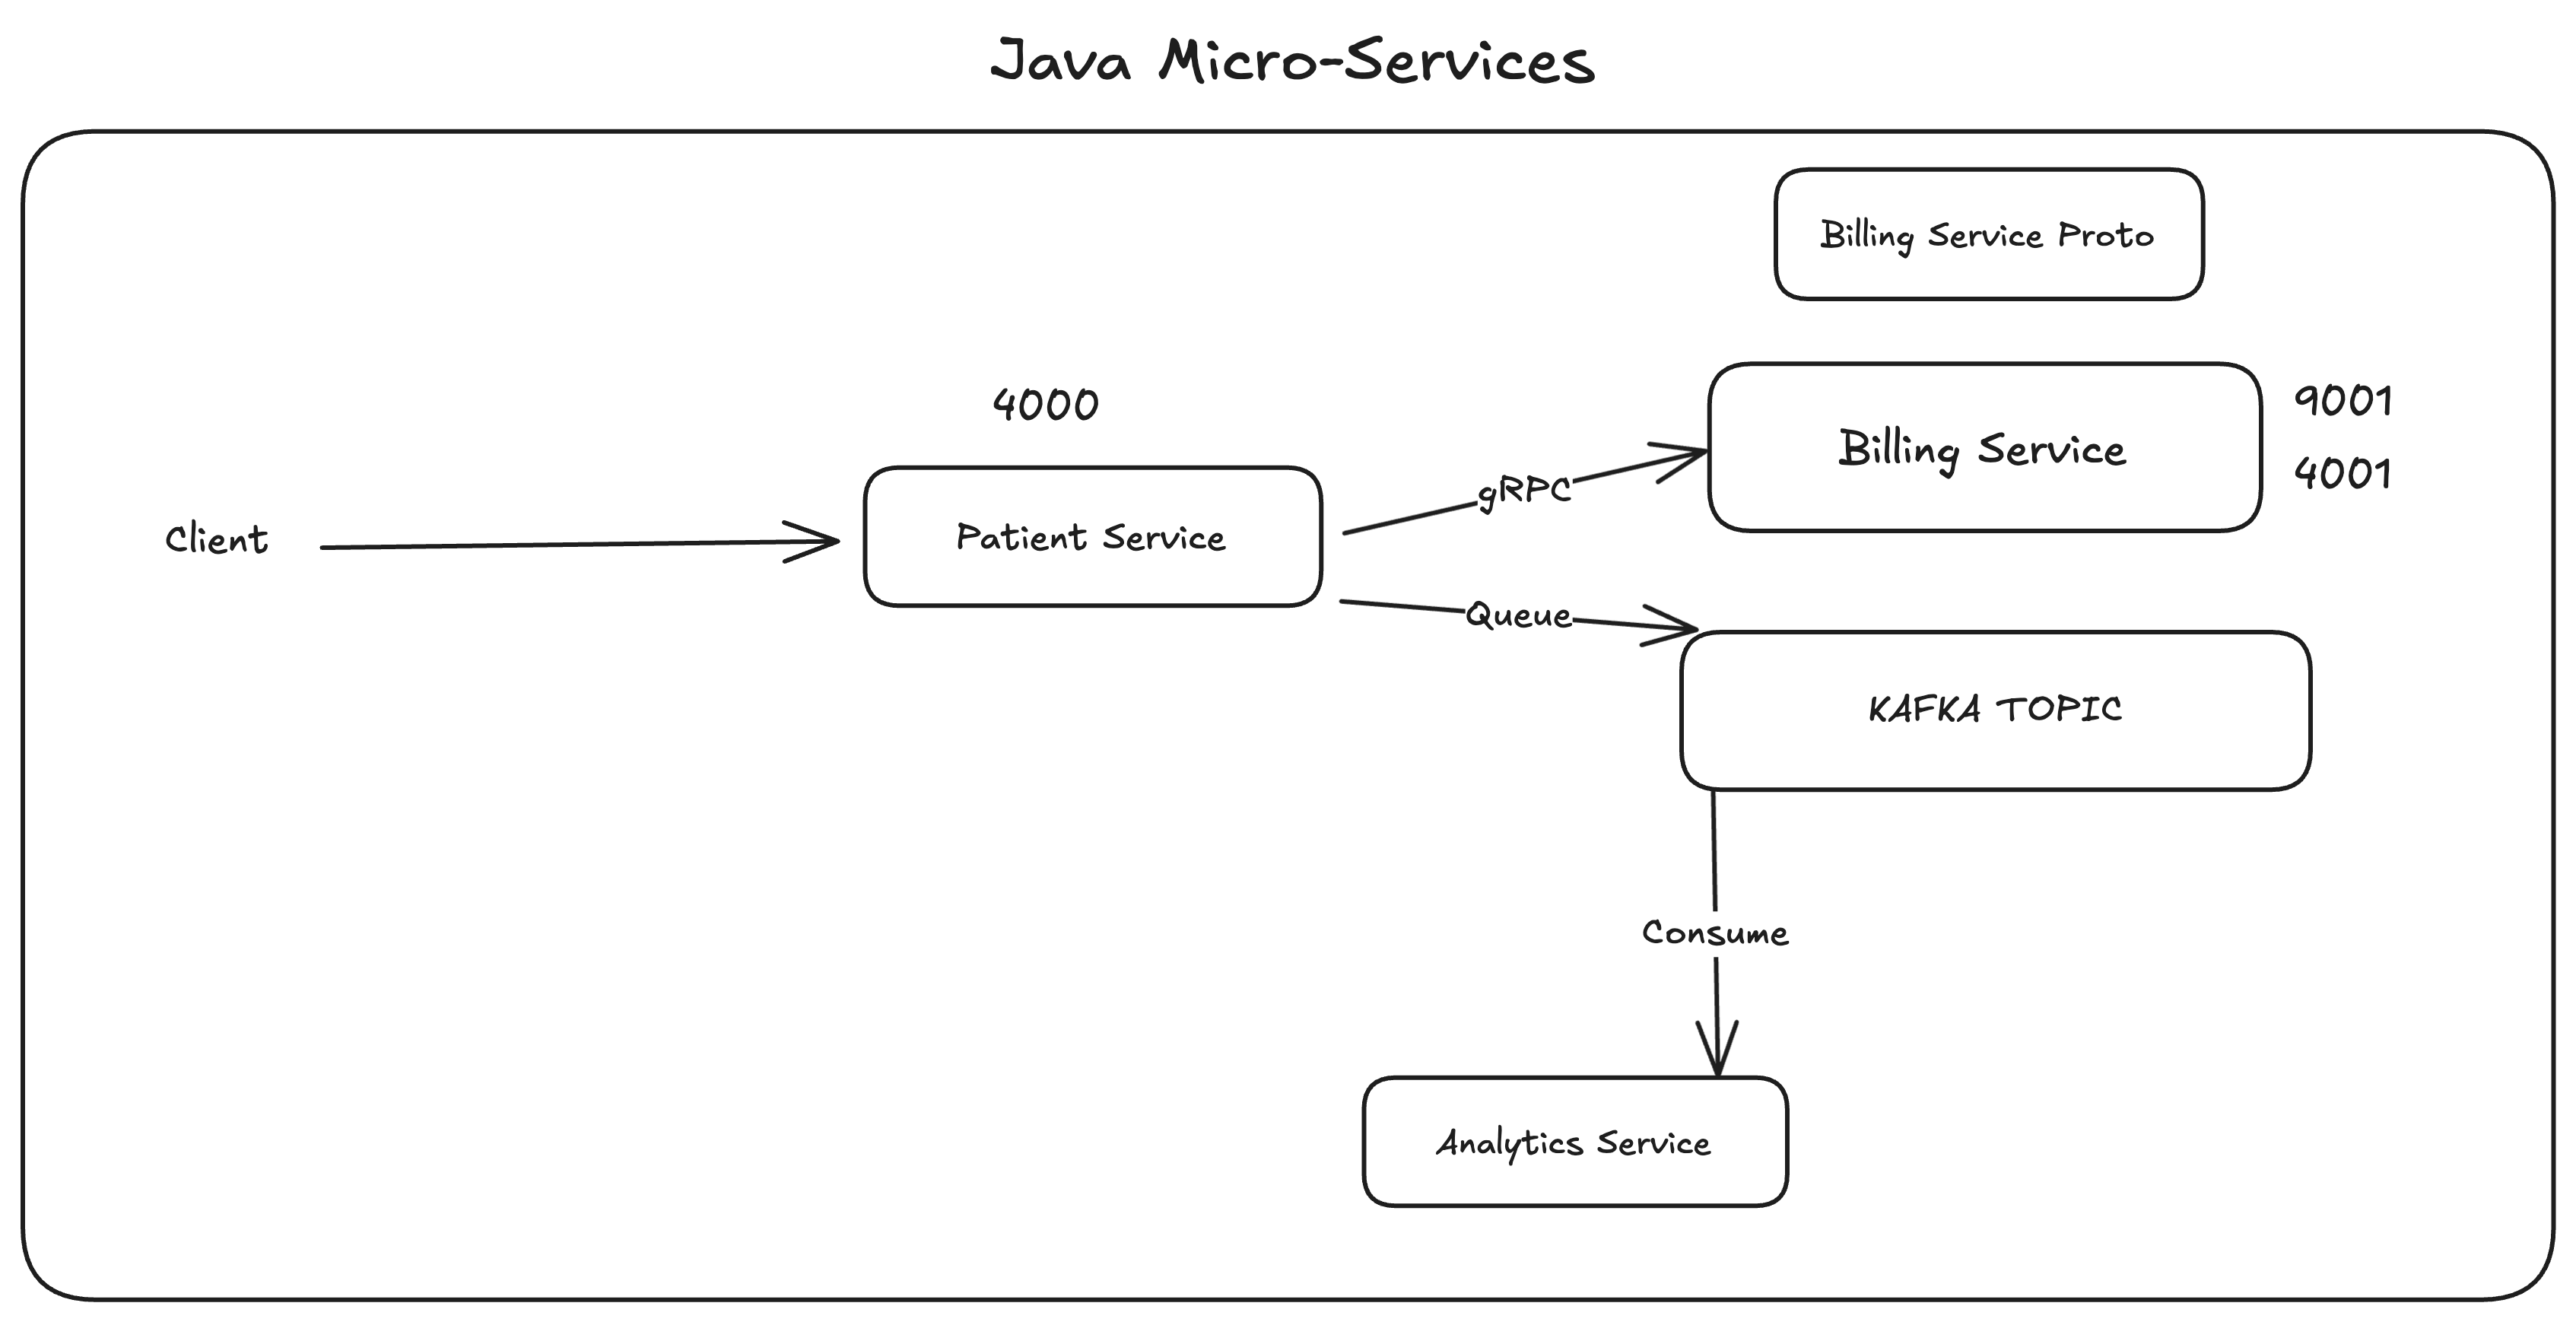 Java Micro-Services
Billing Service Proto
4000
Billing Service
9001
4001
gRPC
Client
Patient Service
Queue
KAFKA TOPIC
Consume
Analytics Service